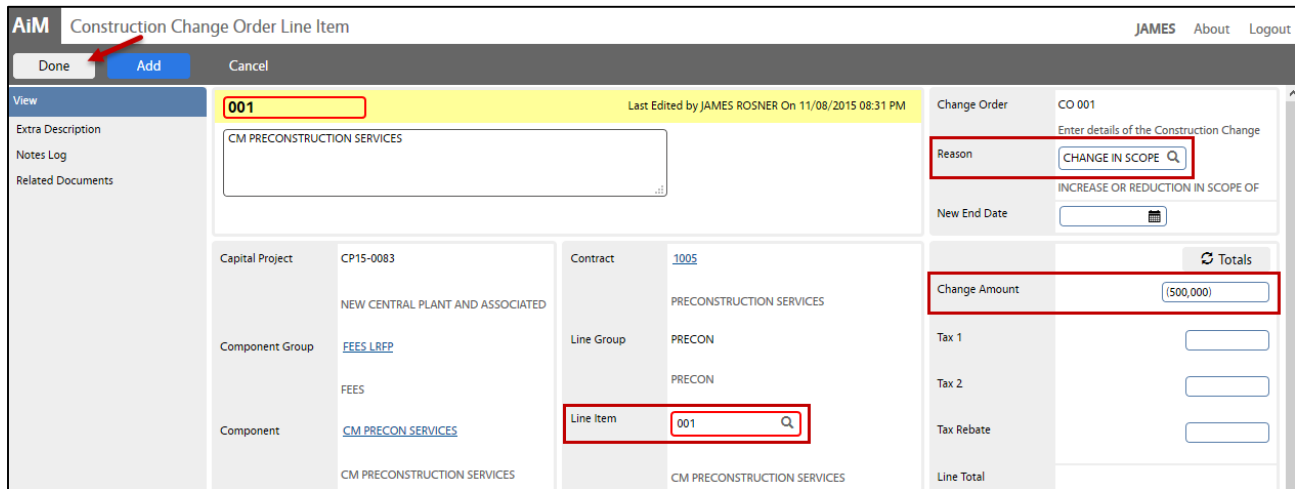 AiM Construction Change Order Line Item JAMES About Logout
Done Add Cancel
View
Extra Description
Notes Log
Related Documents
001 Last Edited by JAMES ROSNER On 11/08/2015 08:31 PM
CM PRECONSTRUCTION SERVICES
Change Order CO 001
Enter details of the Construction Change
Reason CHANGE IN SCOPE
INCREASE OR REDUCTION IN SCOPE OF
New End Date
Capital Project CP15-0083
NEW CENTRAL PLANT AND ASSOCIATED
Component Group FEES LRFP
FEES
Component CM PRECON SERVICES
CM PRECONSTRUCTION SERVICES
Contract 1005
PRECONSTRUCTION SERVICES
Line Group PRECON
PRECON
Line Item 001
CM PRECONSTRUCTION SERVICES
Totals
Change Amount (500,000)
Tax 1
Tax 2
Tax Rebate
Line Total